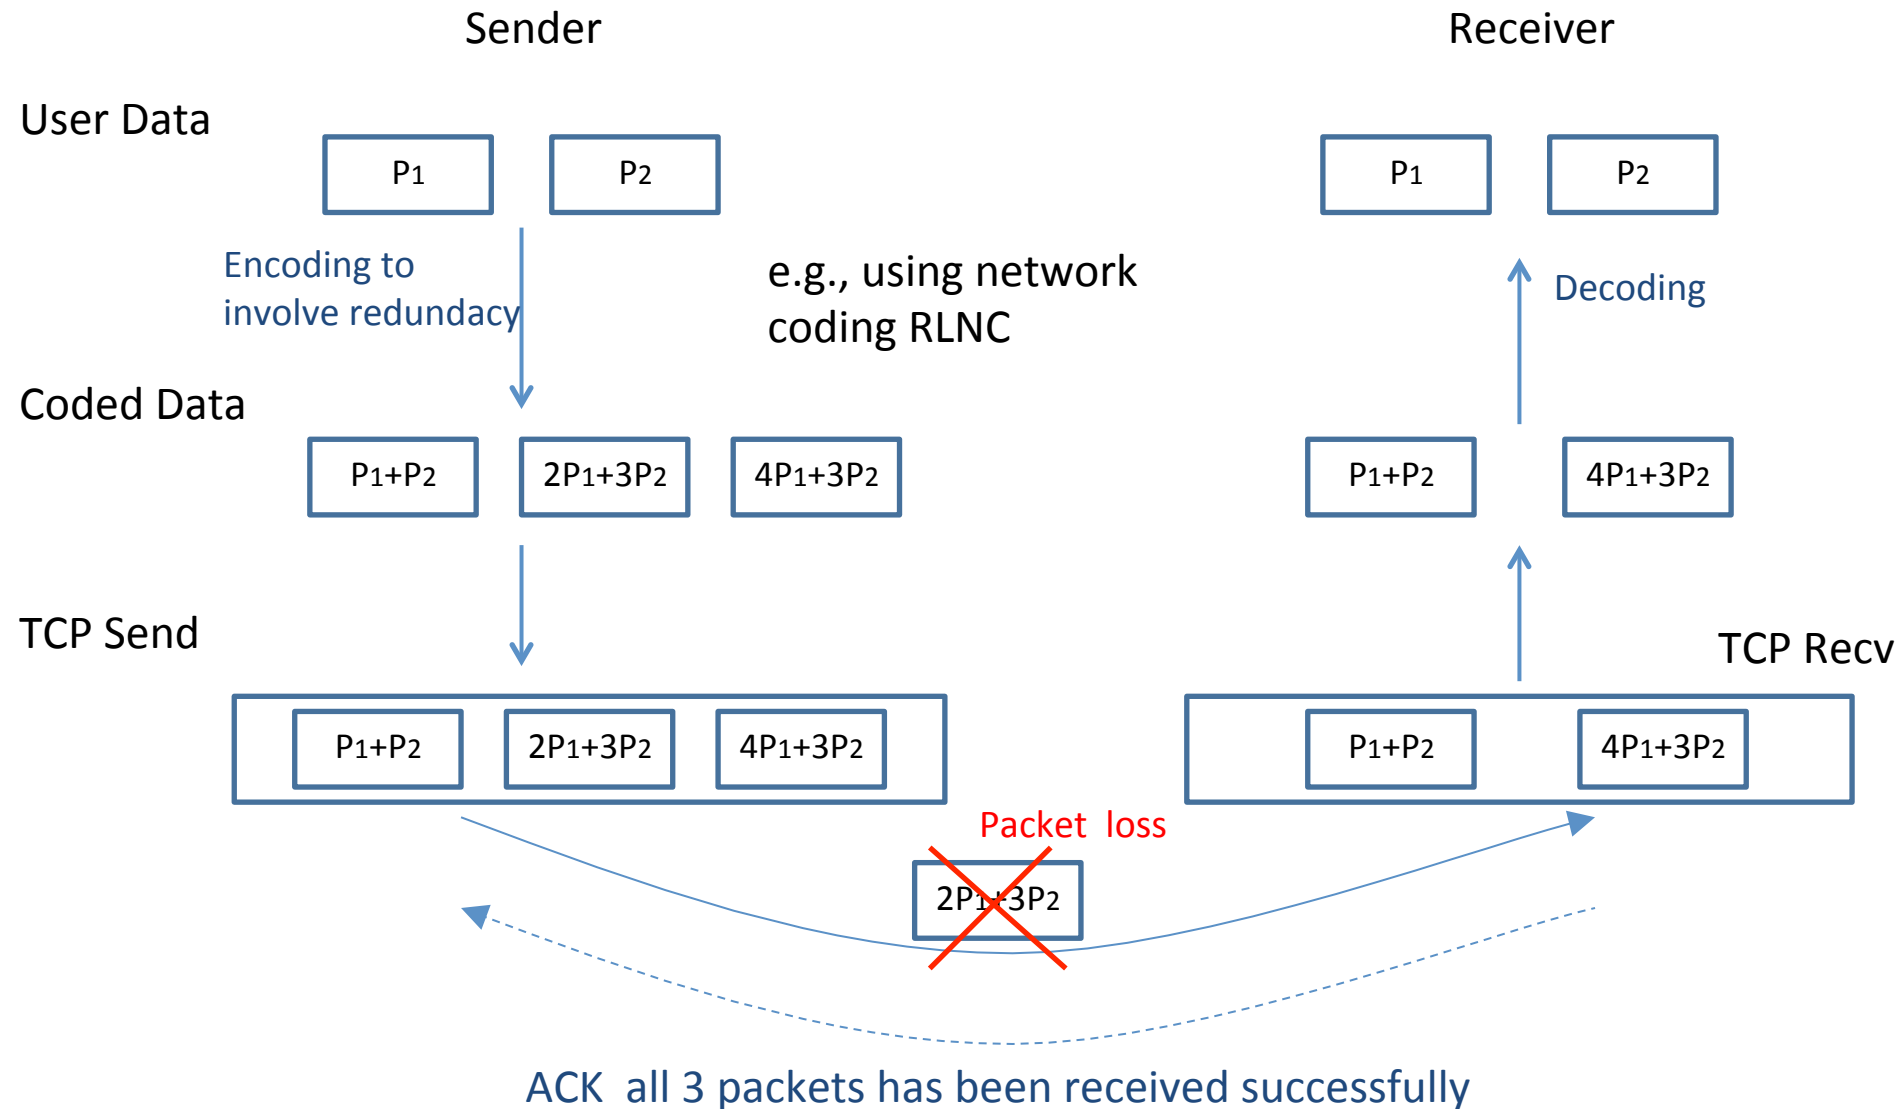 Sender
Receiver
User Data
P1
P2
P1
P2
Encoding to
involve redundacy
e.g., using network
coding RLNC
Decoding
Coded Data
P1+P2
2P1+3P2
4P1+3P2
P1+P2
4P1+3P2
TCP Send
TCP Recv
P1+P2
2P1+3P2
4P1+3P2
P1+P2
4P1+3P2
Packet loss
2P1+3P2
ACK all 3 packets has been received successfully